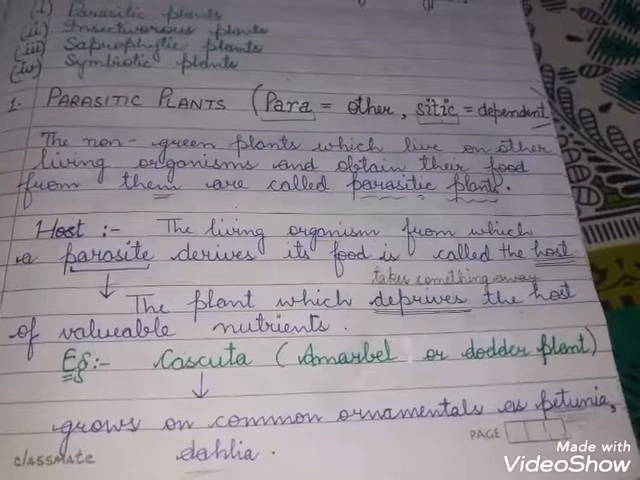 (i) Parasitic plants
(ii) Insectivorous plants
(iii) Saprophytic plants
(iv) Symbiotic plants
1. PARASITIC PLANTS (Para = other, sitic = dependent)
The non-green plants which live on other
living organisms and obtain their food
from them are called parasitic plant.
Host :- The living organism from which
a parasite derives its food is called the host
takes something away
The plant which deprives the host
of valueable nutrients.
Eg:- Cascuta (Amarbel or dodder plant)
grows on common ornamentals as petunia,
dahlia.
classmate
PAGE
Made with
VideoShow